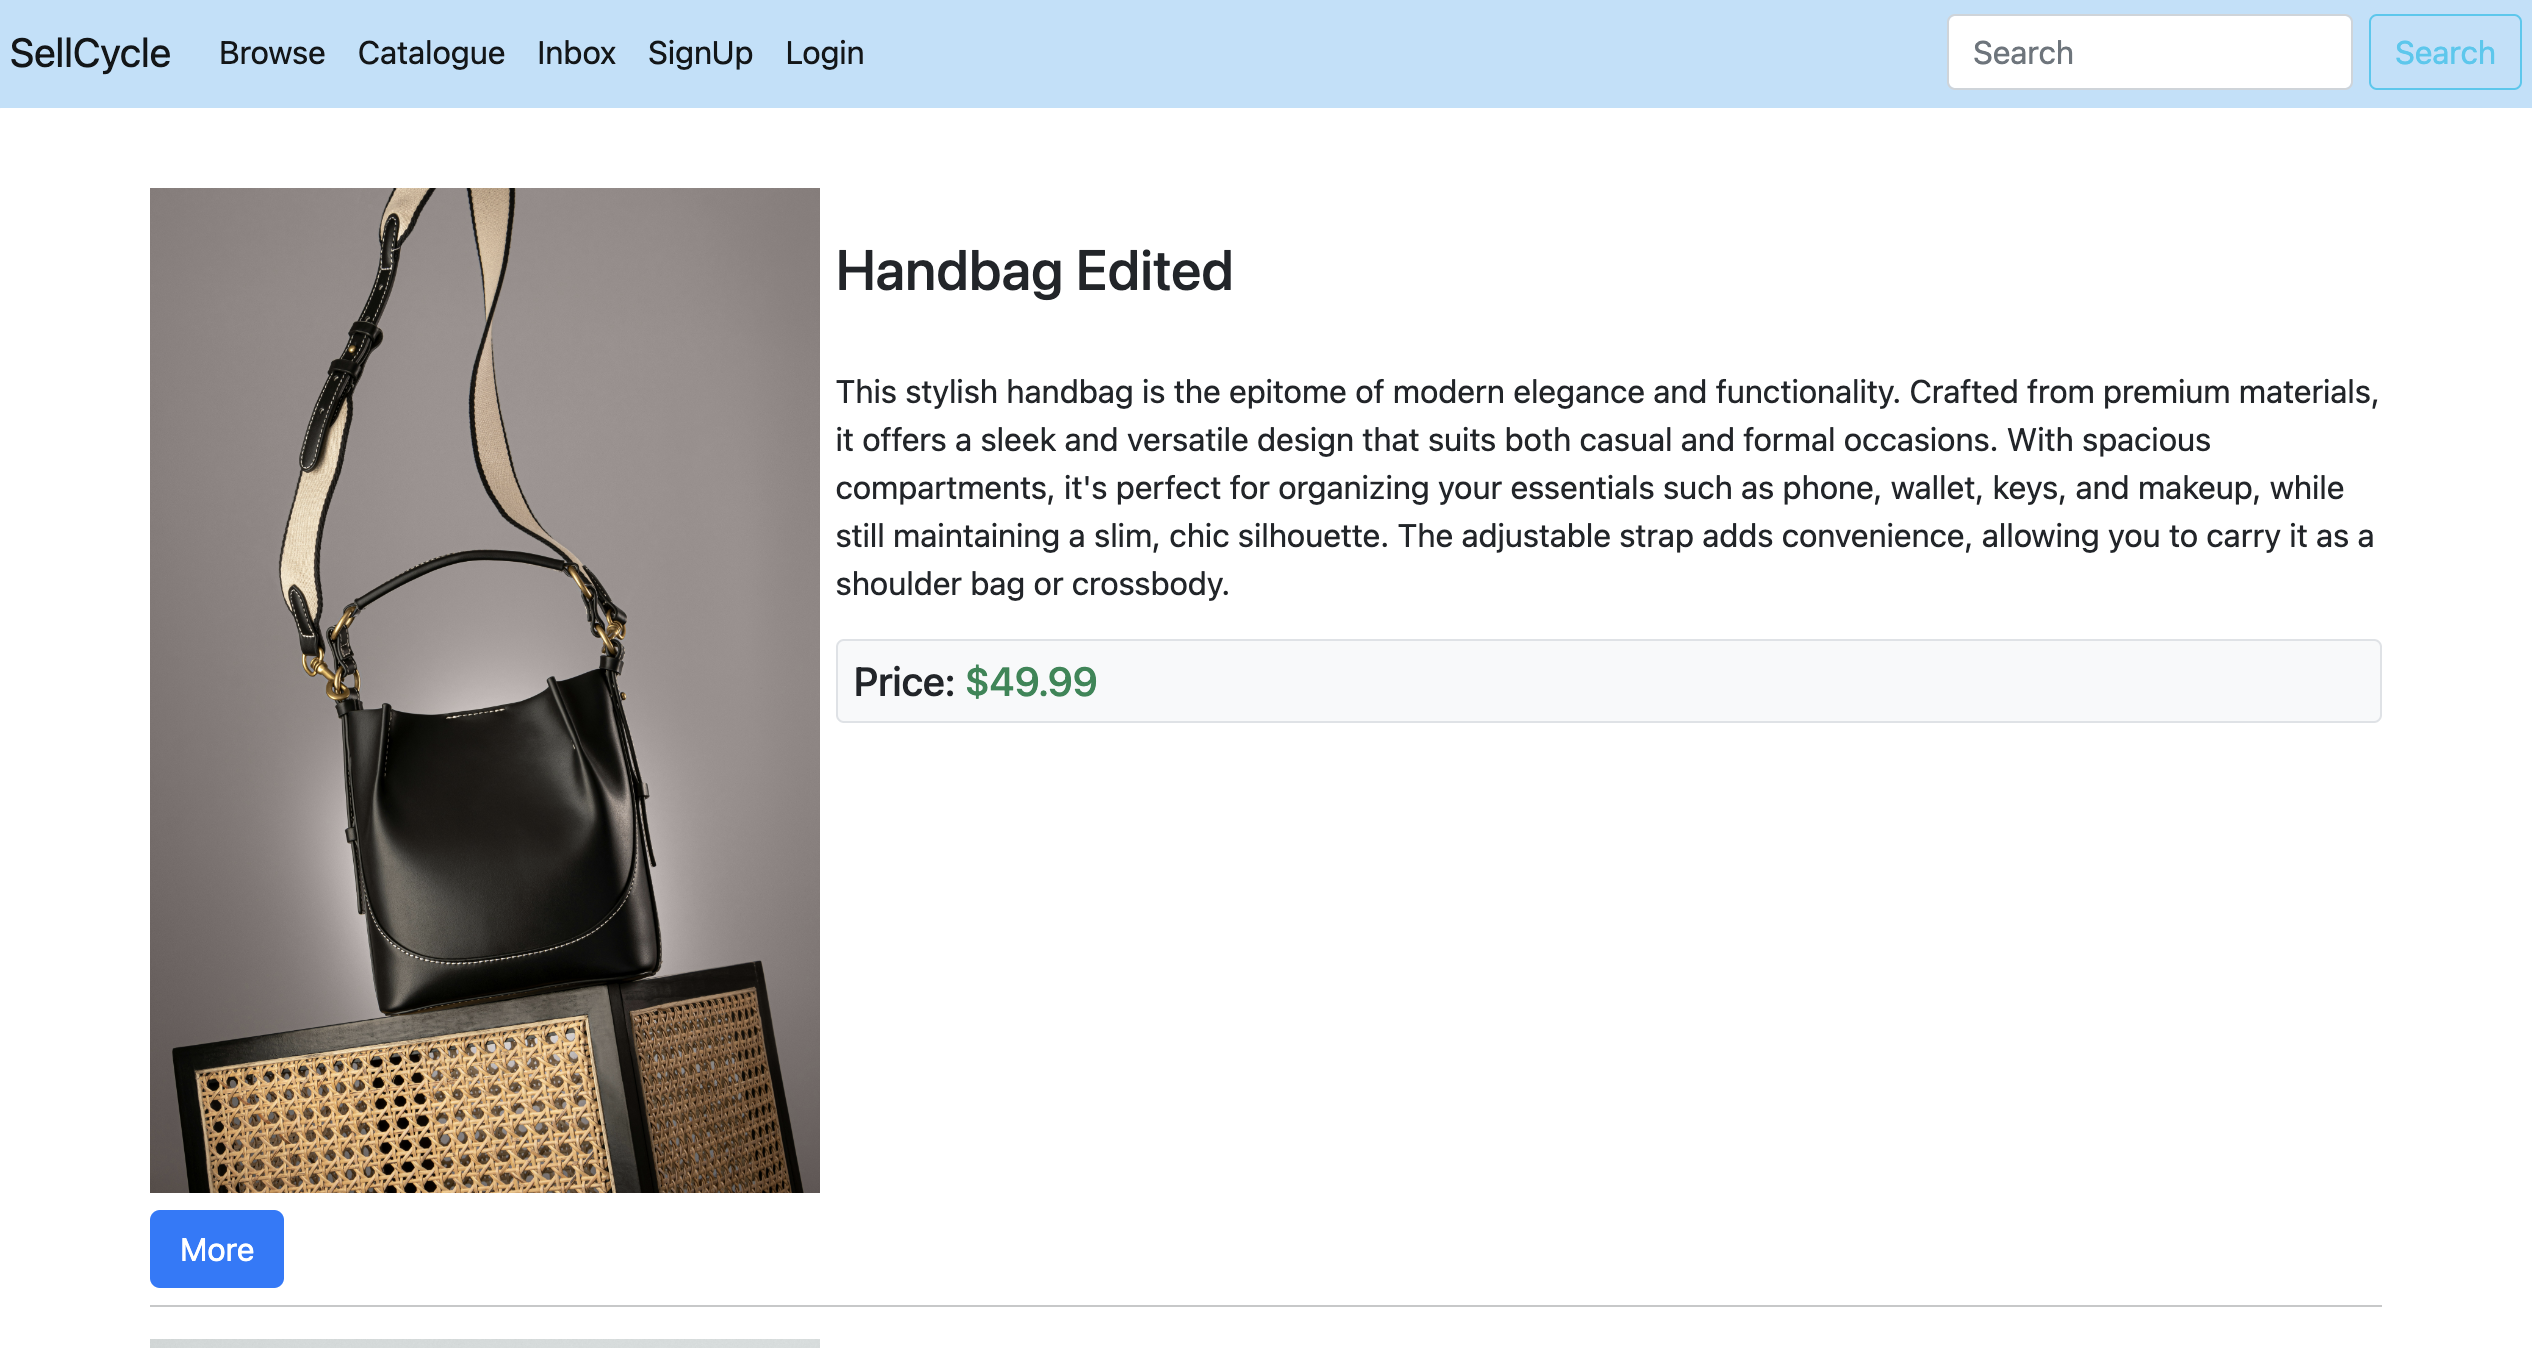 SellCycle Browse Catalogue Inbox SignUp Login Search Search
Handbag Edited
This stylish handbag is the epitome of modern elegance and functionality. Crafted from premium materials,
it offers a sleek and versatile design that suits both casual and formal occasions. With spacious
compartments, it's perfect for organizing your essentials such as phone, wallet, keys, and makeup, while
still maintaining a slim, chic silhouette. The adjustable strap adds convenience, allowing you to carry it as a
shoulder bag or crossbody.
Price: $49.99
More